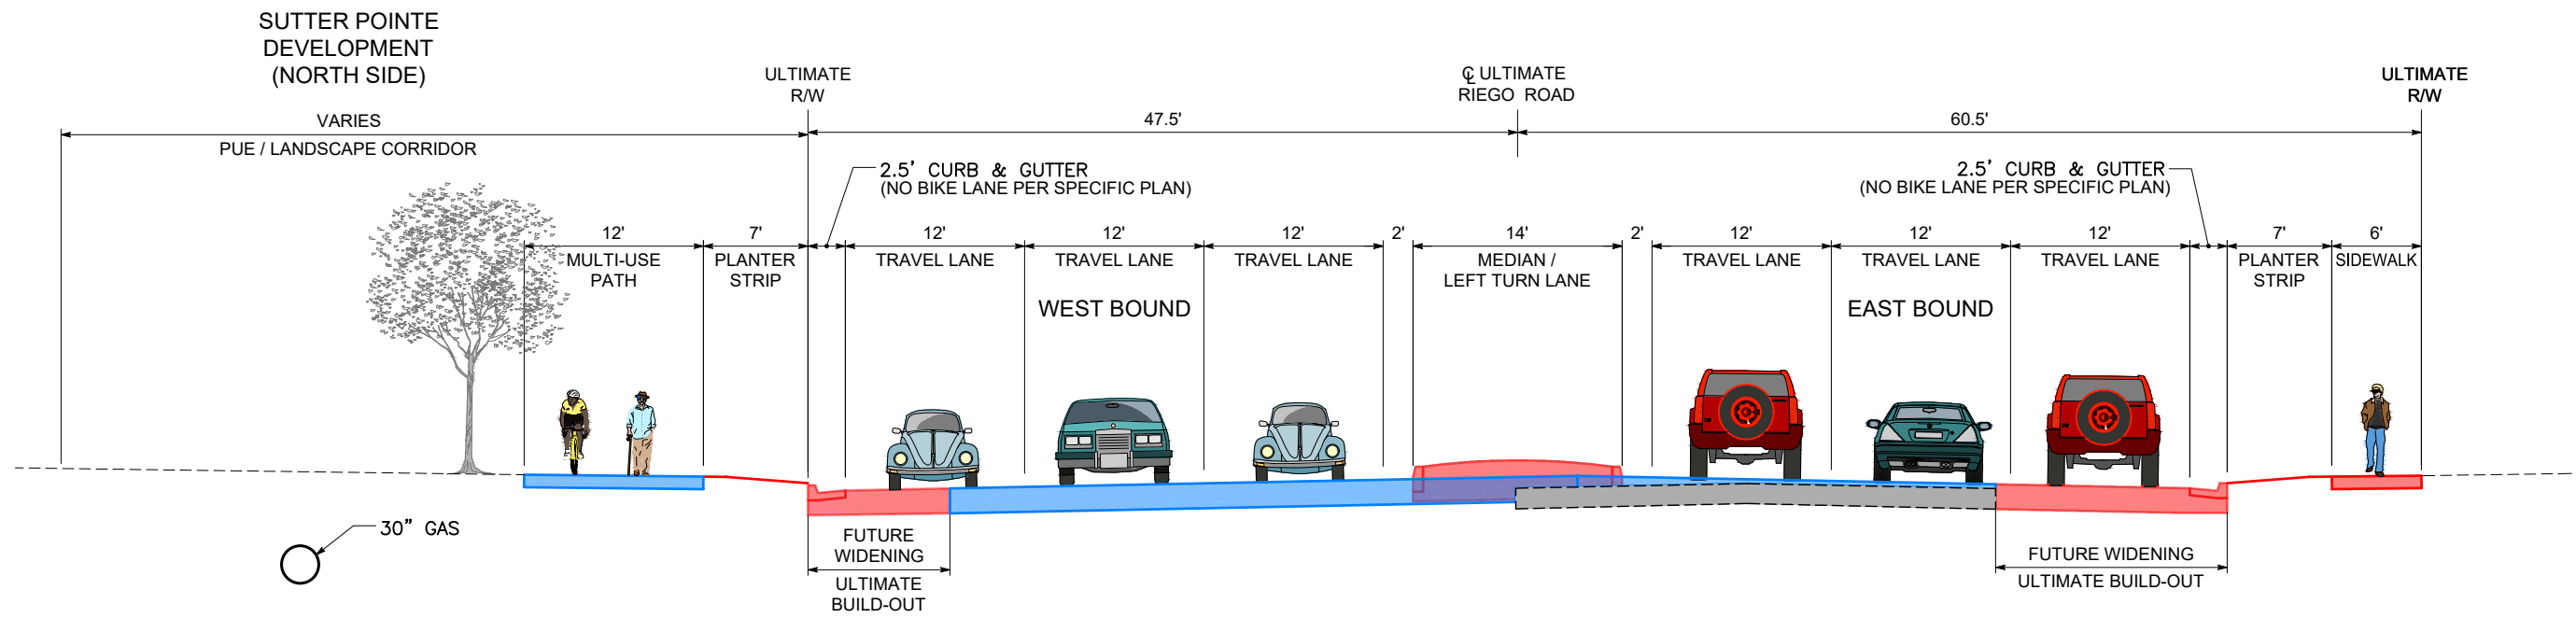 SUTTER POINTE
DEVELOPMENT
(NORTH SIDE)
ULTIMATE
R/W
℄ ULTIMATE
RIEGO ROAD
ULTIMATE
R/W
VARIES
47.5'
60.5'
PUE / LANDSCAPE CORRIDOR
2.5' CURB & GUTTER
(NO BIKE LANE PER SPECIFIC PLAN)
2.5' CURB & GUTTER
(NO BIKE LANE PER SPECIFIC PLAN)
12'
7'
12'
12'
12'
2'
14'
2'
12'
12'
12'
7'
6'
MULTI-USE
PATH
PLANTER
STRIP
TRAVEL LANE
TRAVEL LANE
TRAVEL LANE
MEDIAN /
LEFT TURN LANE
TRAVEL LANE
TRAVEL LANE
TRAVEL LANE
PLANTER
STRIP
SIDEWALK
WEST BOUND
EAST BOUND
30" GAS
FUTURE
WIDENING
ULTIMATE
BUILD-OUT
FUTURE WIDENING
ULTIMATE BUILD-OUT